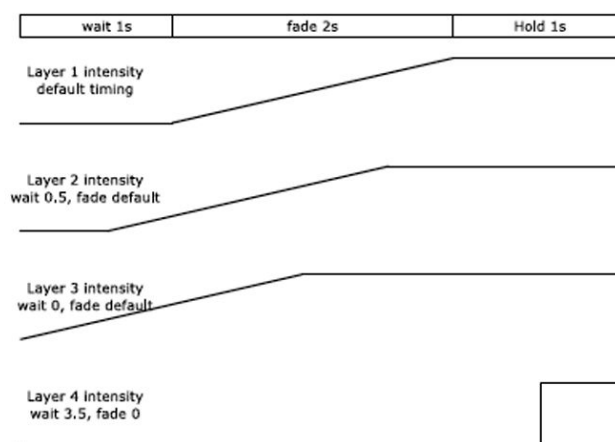 wait 1s fade 2s Hold 1s
Layer 1 intensity
default timing
Layer 2 intensity
wait 0.5, fade default
Layer 3 intensity
wait 0, fade default
Layer 4 intensity
wait 3.5, fade 0